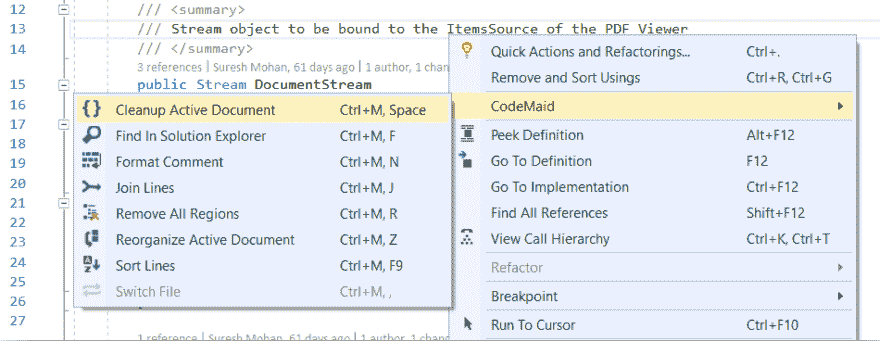 12 /// <summary>
13 /// Stream object to be bound to the ItemsSource of the PDF Viewer
14 /// </summary>
3 references | Suresh Mohan, 61 days ago | 1 author, 1 chan
15 public Stream DocumentStream
16
17
18
19
20
21
22
23
24
25
26
27
1 reference | Suresh Mohan, 61 days ago | 1 author, 1 chan
Cleanup Active Document Ctrl+M, Space
Find In Solution Explorer Ctrl+M, F
Format Comment Ctrl+M, N
Join Lines Ctrl+M, J
Remove All Regions Ctrl+M, R
Reorganize Active Document Ctrl+M, Z
Sort Lines Ctrl+M, F9
Switch File Ctrl+M, ,
Quick Actions and Refactorings... Ctrl+.
Remove and Sort Usings Ctrl+R, Ctrl+G
CodeMaid
Peek Definition Alt+F12
Go To Definition F12
Go To Implementation Ctrl+F12
Find All References Shift+F12
View Call Hierarchy Ctrl+K, Ctrl+T
Refactor
Breakpoint
Run To Cursor Ctrl+F10